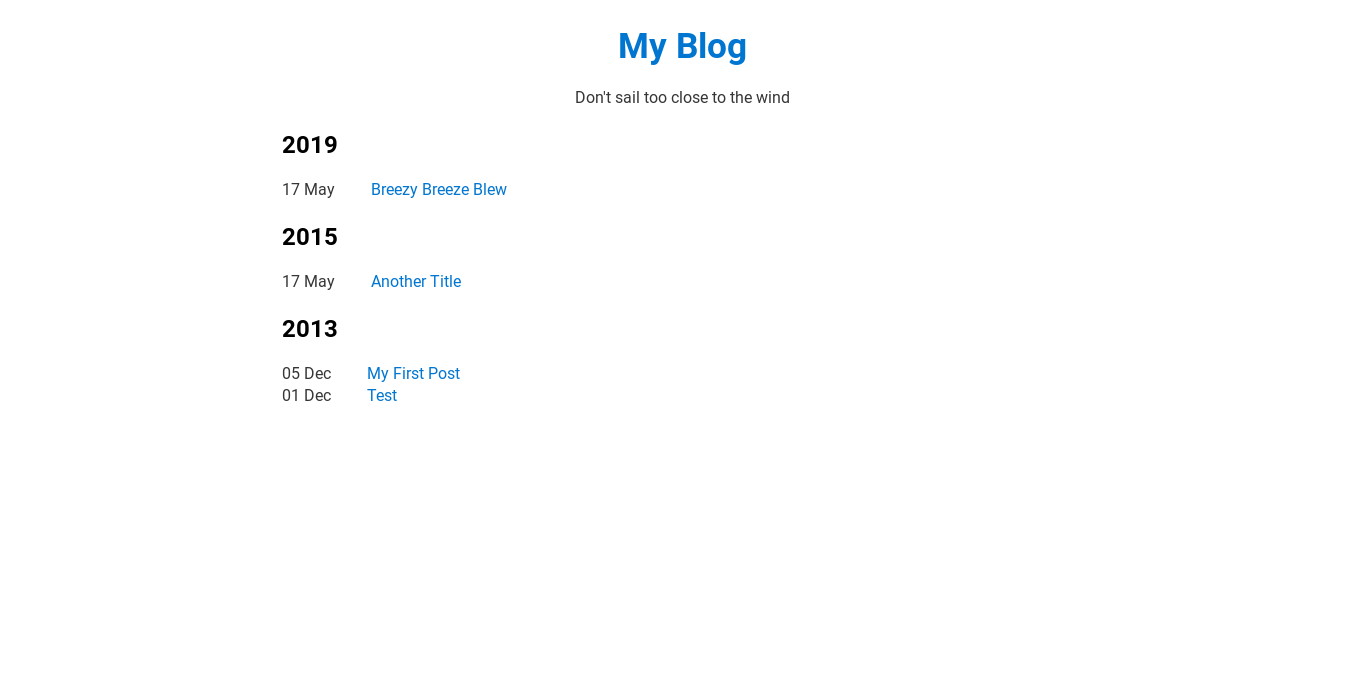 My Blog
Don't sail too close to the wind
2019
17 May Breezy Breeze Blew
2015
17 May Another Title
2013
05 Dec My First Post
01 Dec Test